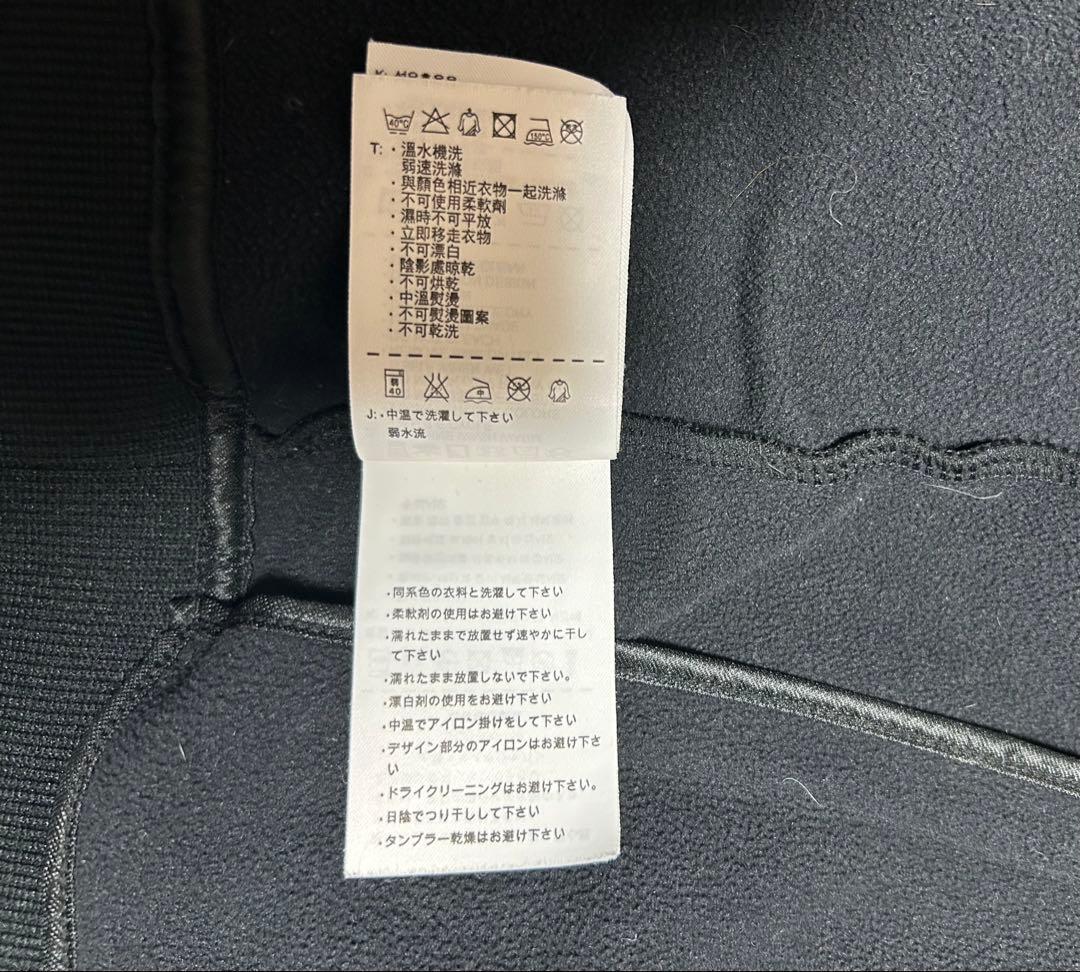 40°C 150°C
T: ・溫水機洗
弱速洗滌
・與顏色相近衣物一起洗滌
・不可使用柔軟劑
・濕時不可平放
・立即移走衣物
・不可漂白
・陰影處晾乾
・不可烘乾
・中溫熨燙
・不可熨燙圖案
・不可乾洗
弱 40 中
J:・中温で洗濯して下さい
弱水流
・同系色の衣料と洗濯して下さい
・柔軟剤の使用はお避け下さい
・濡れたままで放置せず速やかに干し
て下さい
・濡れたまま放置しないで下さい。
・漂白剤の使用をお避け下さい
・中温でアイロン掛けをして下さい
・デザイン部分のアイロンはお避け下さ
い
・ドライクリーニングはお避け下さい。
・日陰でつり干しして下さい
・タンブラー乾燥はお避け下さい